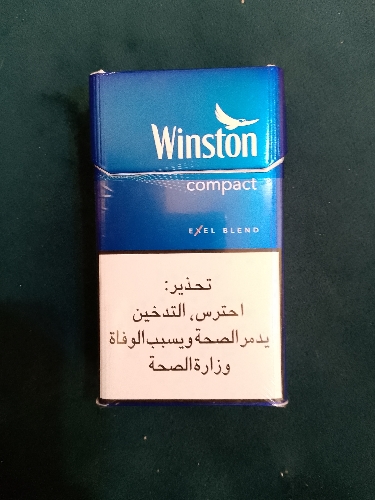 Winston
compact
EXEL BLEND
تحذير:
احترس، التدخين
يدمر الصحة ويسبب الوفاة
وزارة الصحة